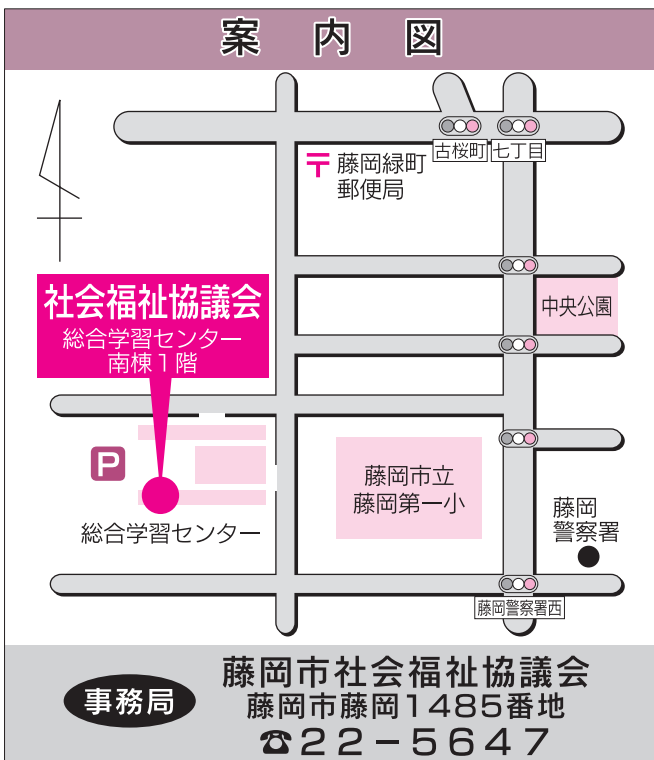 案 内 図
古桜町
七丁目
〒 藤岡緑町
郵便局
社会福祉協議会
総合学習センター
南棟1階
中央公園
P
藤岡市立
藤岡第一小
総合学習センター
藤岡
警察署
藤岡警察署西
事務局
藤岡市社会福祉協議会
藤岡市藤岡1485番地
☎22-5647